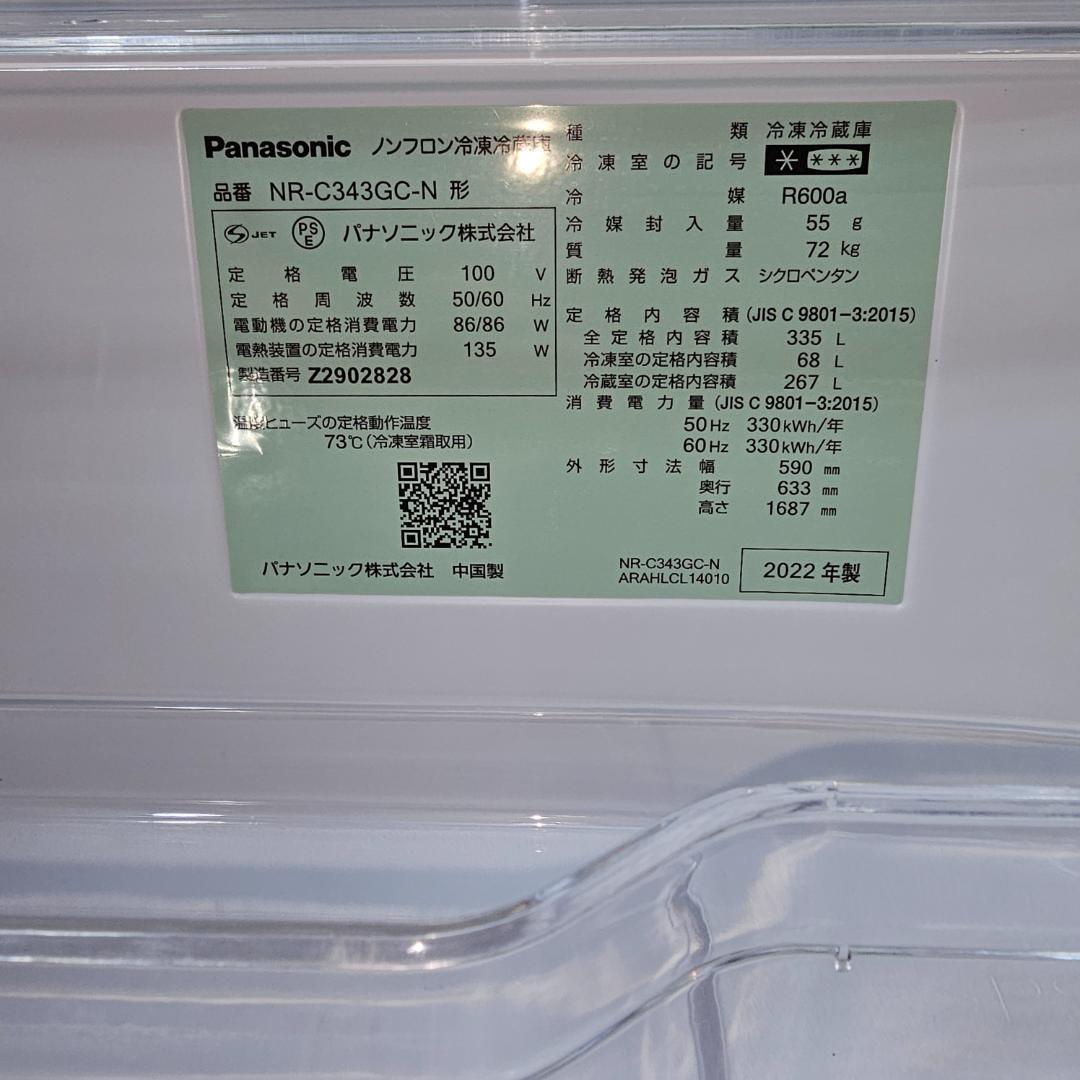 Panasonic ノンフロン冷凍冷蔵庫
品番 NR-C343GC-N 形
JET PSE パナソニック株式会社
定格電圧 100 V
定格周波数 50/60 Hz
電動機の定格消費電力 86/86 W
電熱装置の定格消費電力 135 W
製造番号 Z2902828
温度ヒューズの定格動作温度
73℃(冷凍室霜取用)
パナソニック株式会社 中国製
種類 冷凍冷蔵庫
冷凍室の記号 * ***
冷媒 R600a
冷媒封入量 55 g
質量 72 kg
断熱発泡ガス シクロペンタン
定格内容積 (JIS C 9801-3:2015)
全定格内容積 335 L
冷凍室の定格内容積 68 L
冷蔵室の定格内容積 267 L
消費電力量 (JIS C 9801-3:2015)
50Hz 330kWh/年
60Hz 330kWh/年
外形寸法 幅 590 mm
奥行 633 mm
高さ 1687 mm
NR-C343GC-N
ARAHLCL14010
2022 年製